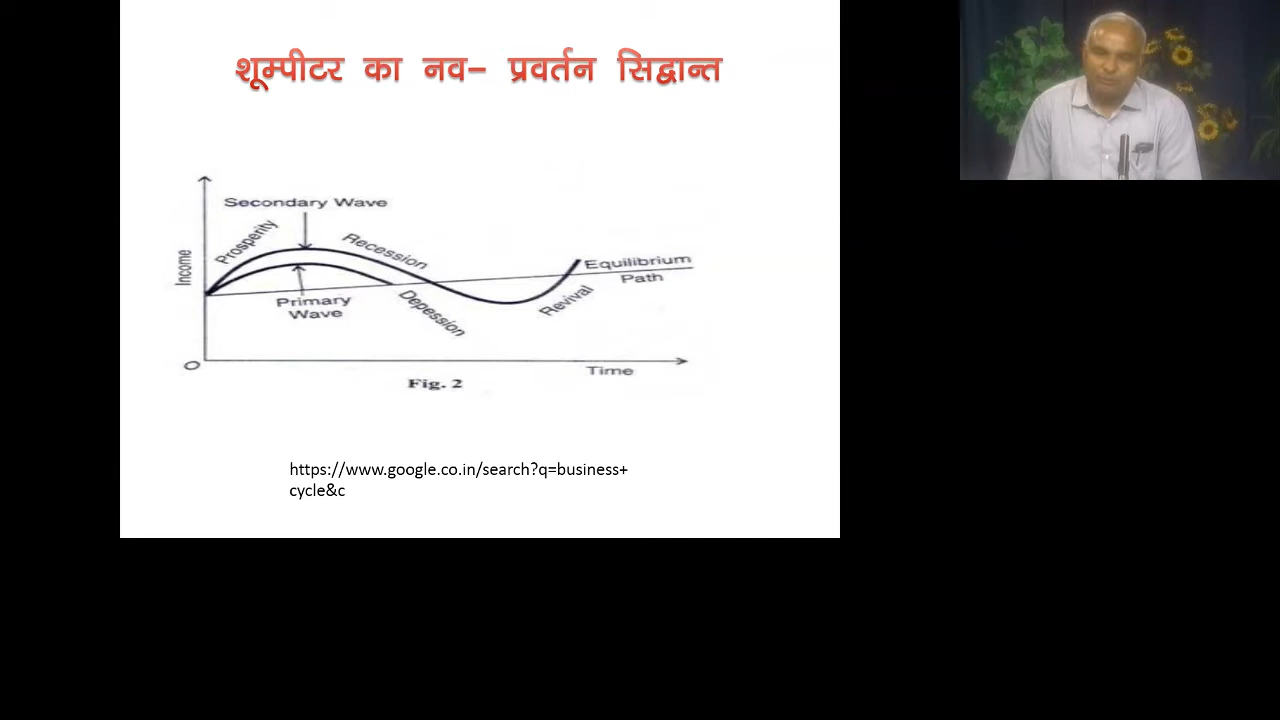 शूम्पीटर का नव- प्रवर्तन सिद्वान्त
Secondary Wave
Prosperity
Recession
Income
Equilibrium
Path
Primary
Wave
Depession
Revival
O
Time
Fig. 2
https://www.google.co.in/search?q=business+
cycle&c